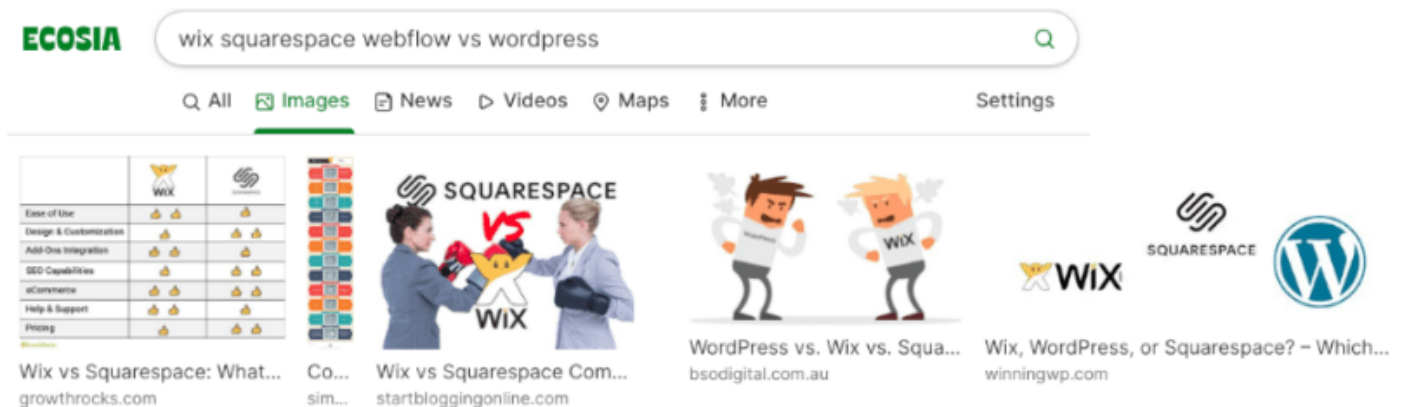 ECOSIA
wix squarespace webflow vs wordpress
All Images News Videos Maps More Settings
WiX
SQUARESPACE
Ease of Use
Design & Customization
Add-Ons Integration
SEO Capabilities
eCommerce
Help & Support
Pricing
Wix vs Squarespace: What...
growthrocks.com
Co...
sim...
SQUARESPACE
VS
WiX
Wix vs Squarespace Com...
startbloggingonline.com
WordPress
WiX
WordPress vs. Wix vs. Squa...
bsodigital.com.au
SQUARESPACE
WiX
W
Wix, WordPress, or Squarespace? – Which...
winningwp.com